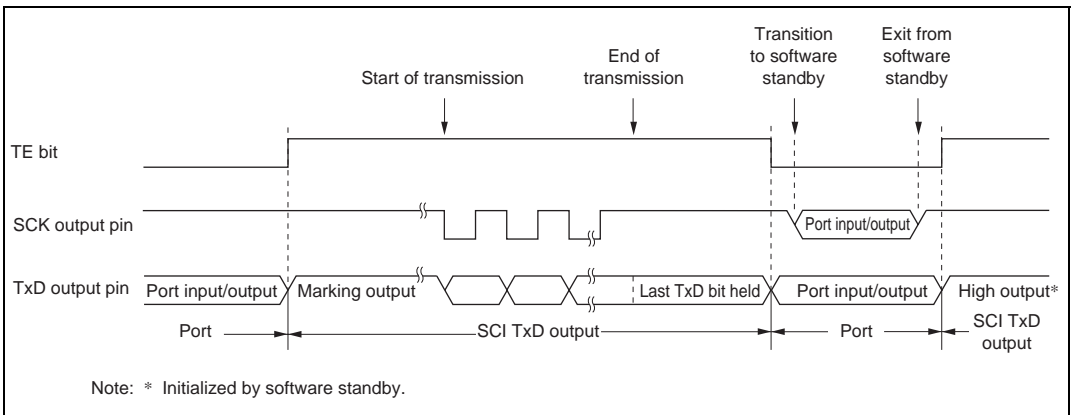 Transition
to software
standby
Exit from
software
standby
End of
transmission
Start of transmission
TE bit
SCK output pin
Port input/output
TxD output pin
Port input/output
Marking output
Last TxD bit held
Port input/output
High output*
Port
SCI TxD output
Port
SCI TxD
output
Note: * Initialized by software standby.